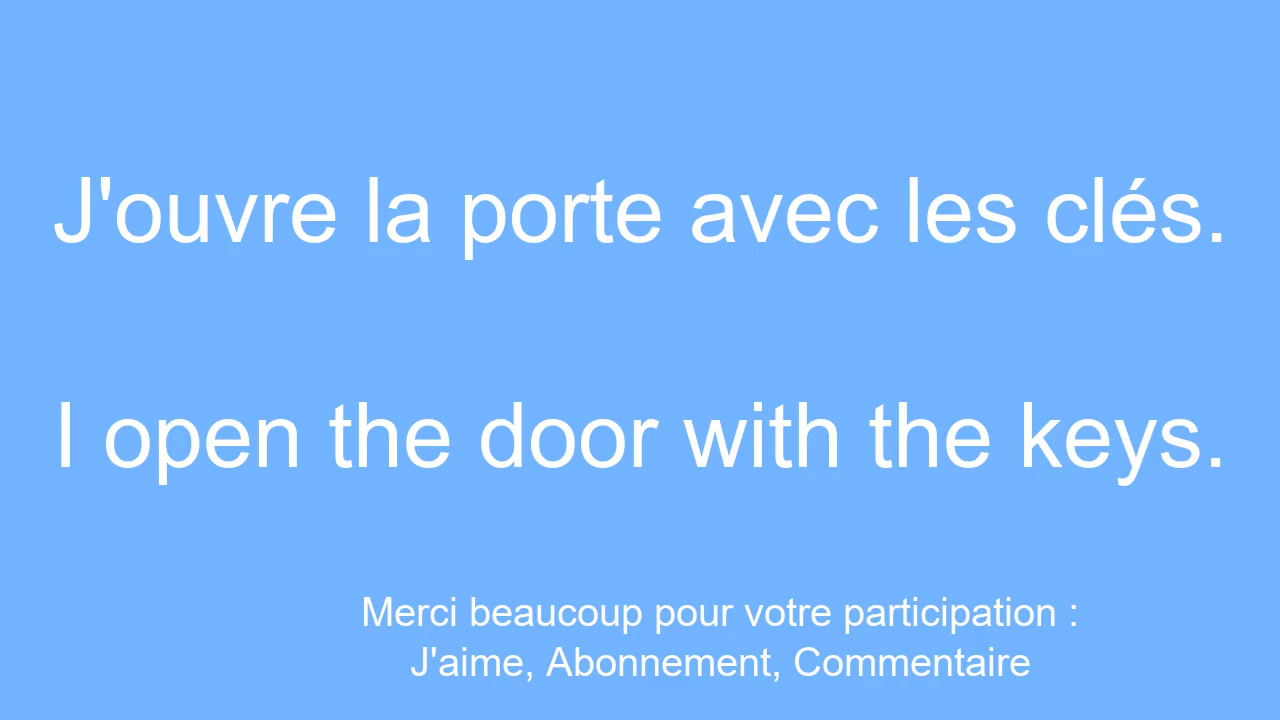 J'ouvre la porte avec les clés.
I open the door with the keys.
Merci beaucoup pour votre participation :
J'aime, Abonnement, Commentaire